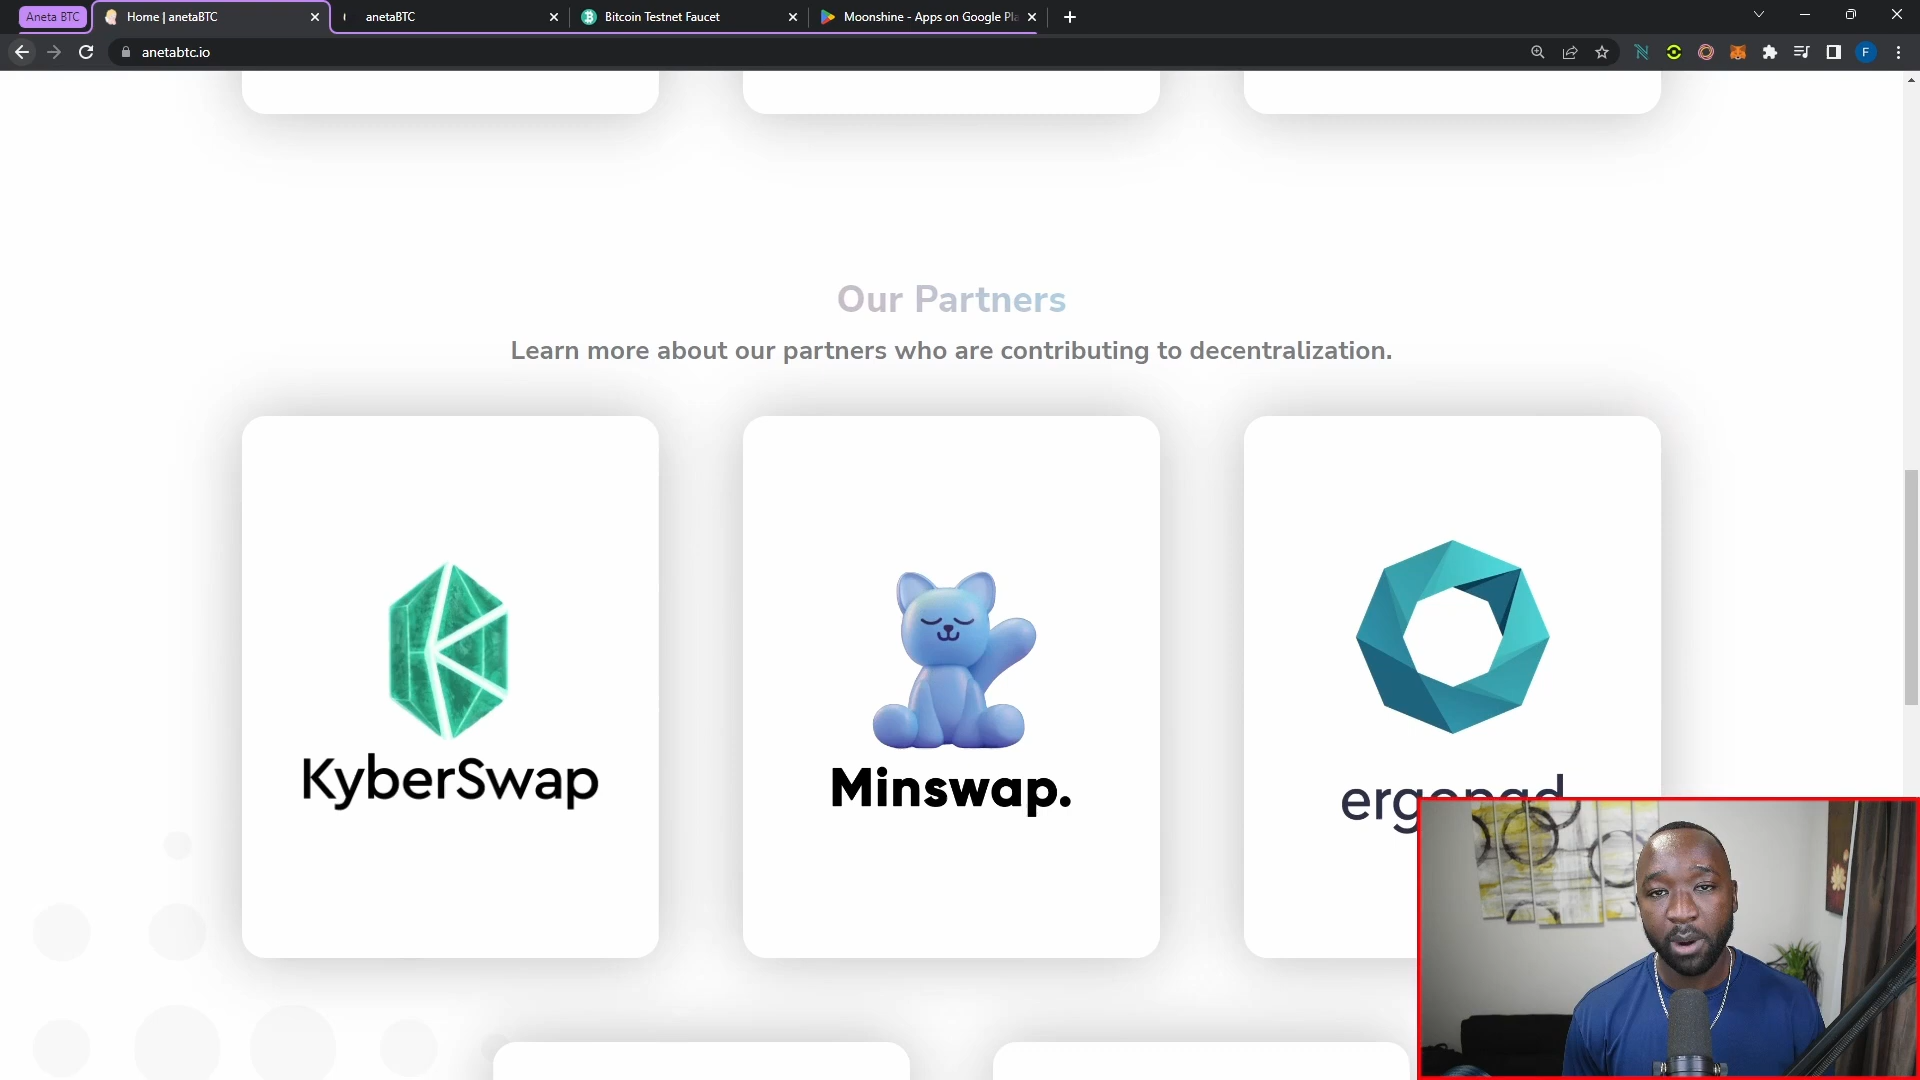 Aneta BTC
Home | anetaBTC
anetaBTC
Bitcoin Testnet Faucet
Moonshine - Apps on Google Pla
anetabtc.io
F
Our Partners
Learn more about our partners who are contributing to decentralization.
KyberSwap
Minswap.
ergopad